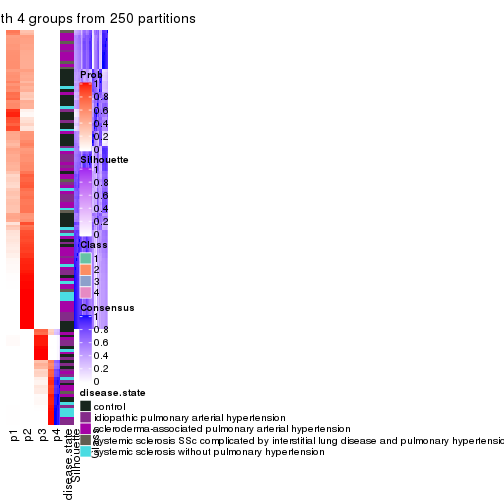 th 4 groups from 250 partitions
Prob
1
0.8
0.6
0.4
0.2
0
Silhouette
1
0.8
0.6
0.4
0.2
0
Class
1
2
3
4
Consensus
1
0.8
0.6
0.4
0.2
0
disease.state
control
idiopathic pulmonary arterial hypertension
scleroderma-associated pulmonary arterial hypertension
systemic sclerosis SSc complicated by interstitial lung disease and pulmonary hypertensio
systemic sclerosis without pulmonary hypertension
p1
p2
p3
p4
disease.state
Silhouette